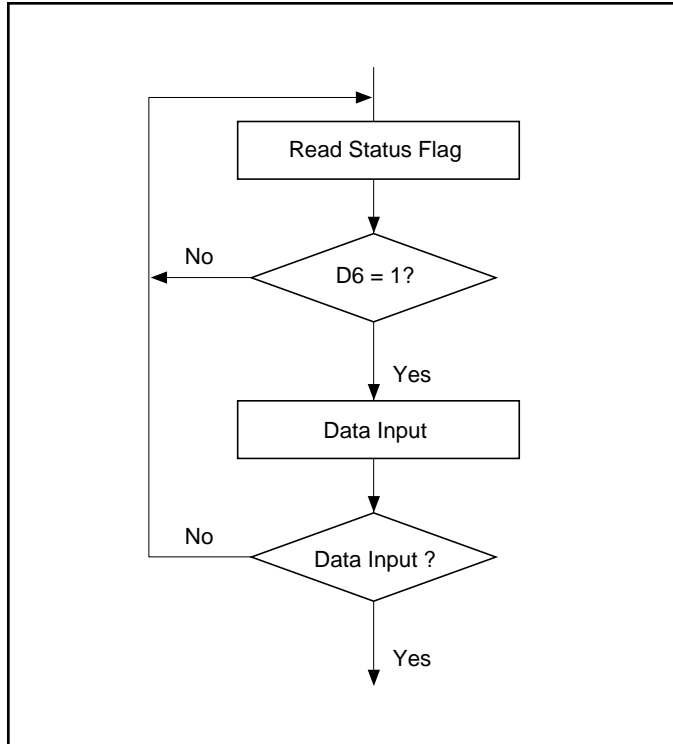 Read Status Flag
No
D6 = 1?
Yes
Data Input
No
Data Input ?
Yes